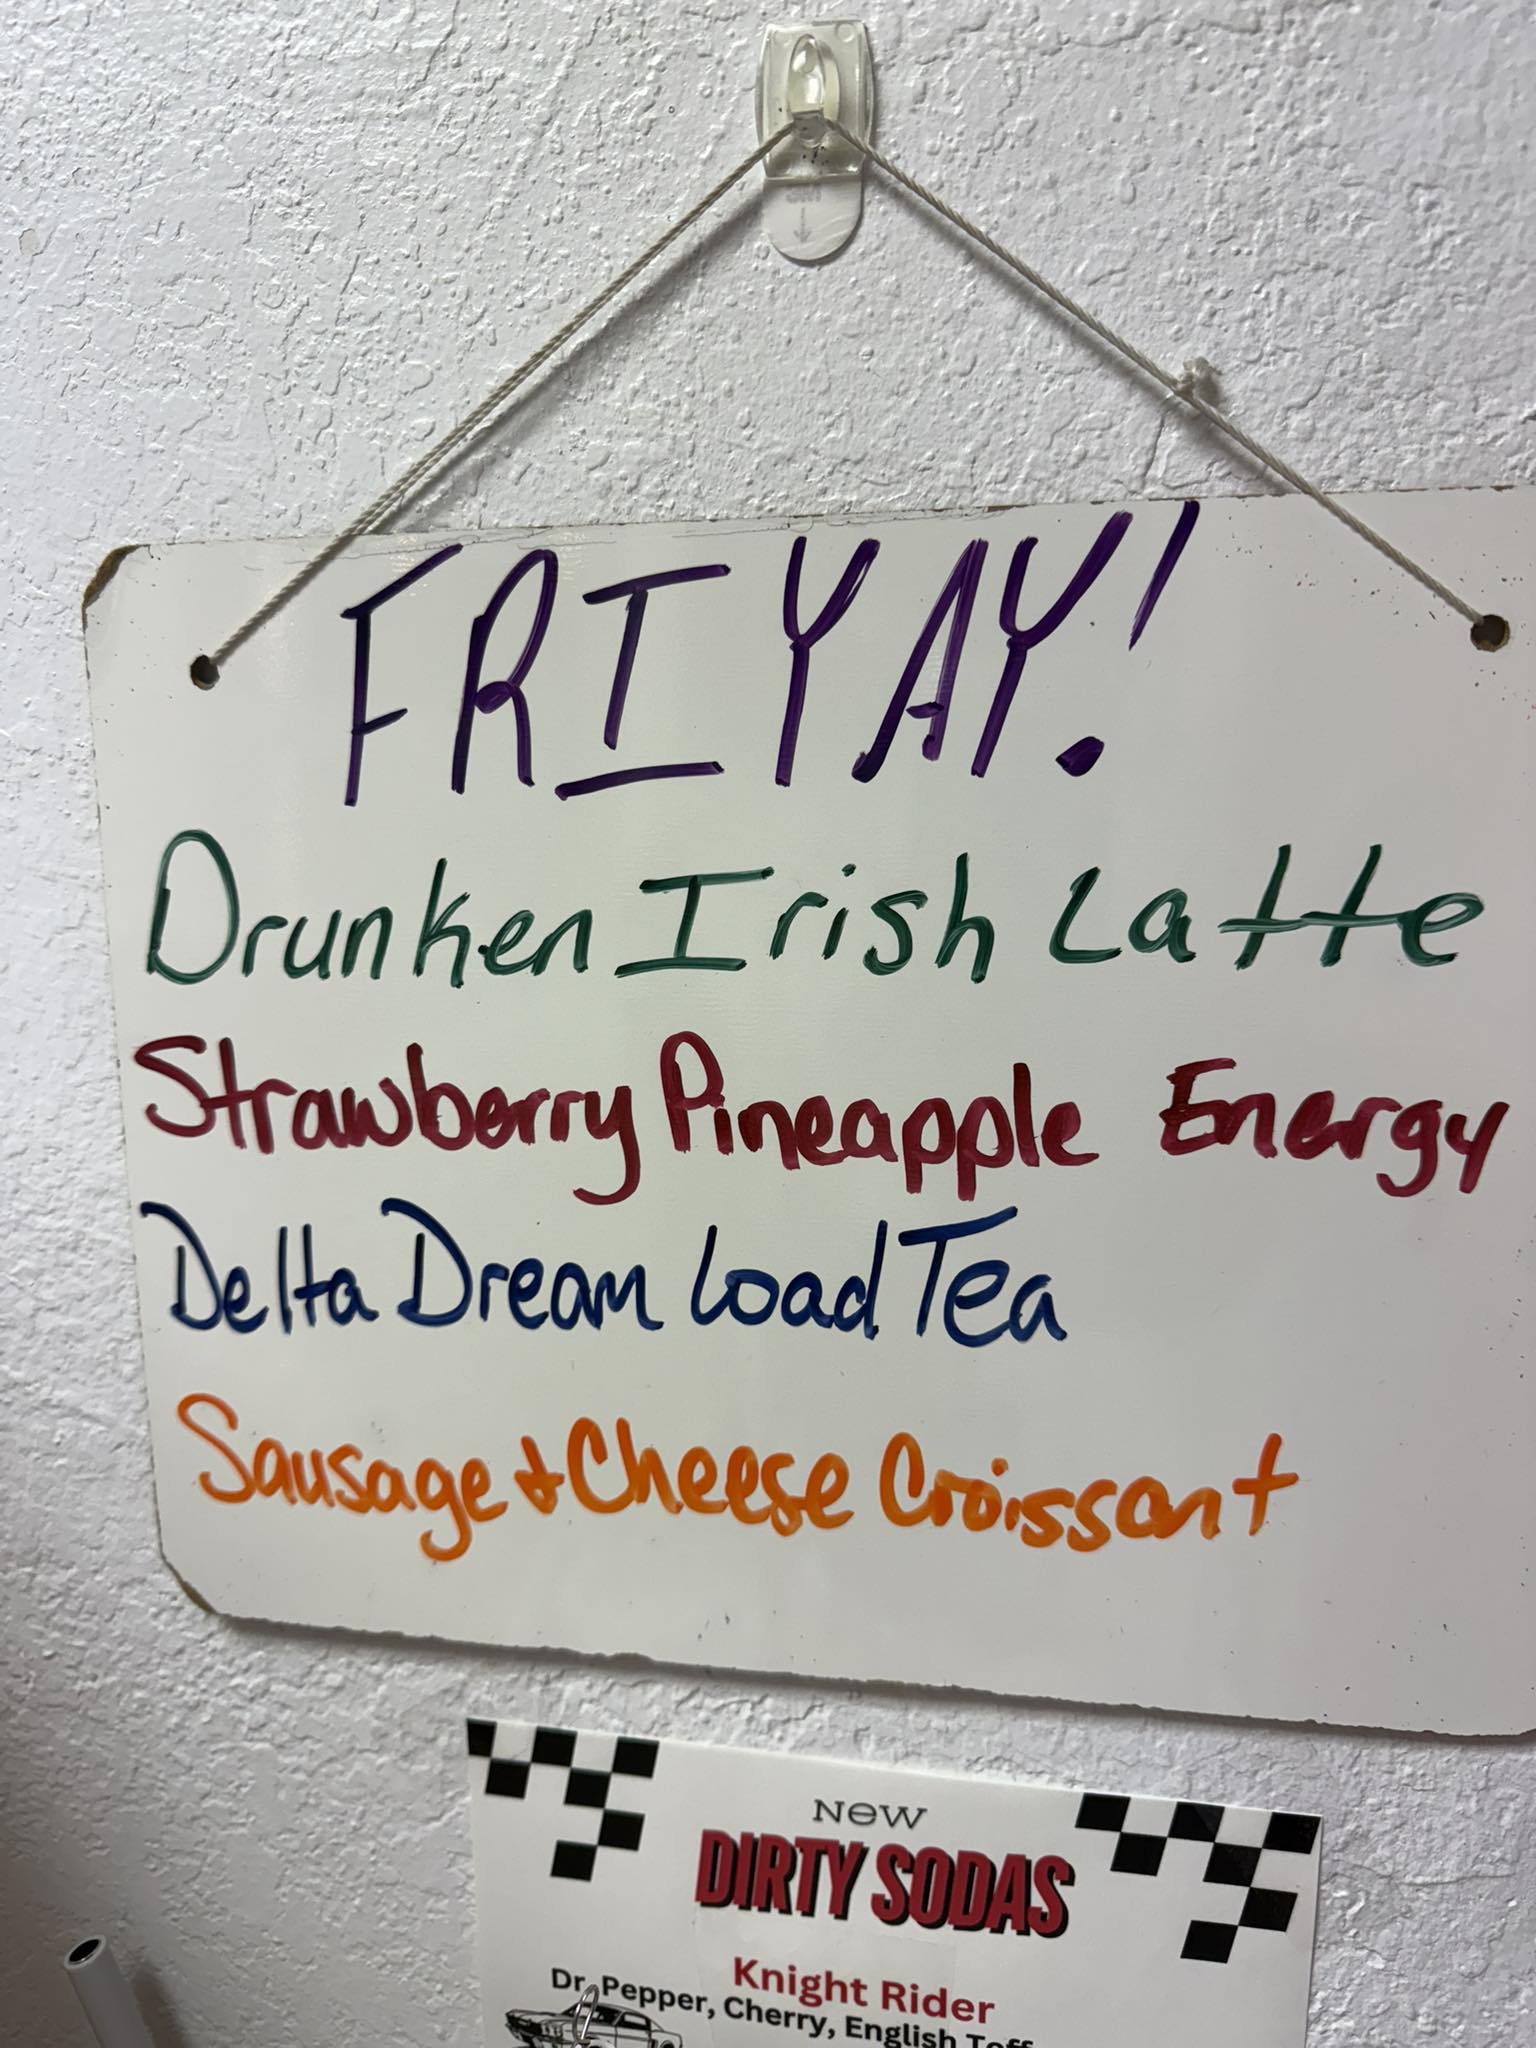 FRIYAY!
Drunken Irish Latte
Strawberry Pineapple Energy
Delta Dream Load Tea
Sausage & Cheese Croissant
NEW
DIRTY SODAS
Knight Rider
Dr. Pepper, Cherry, English